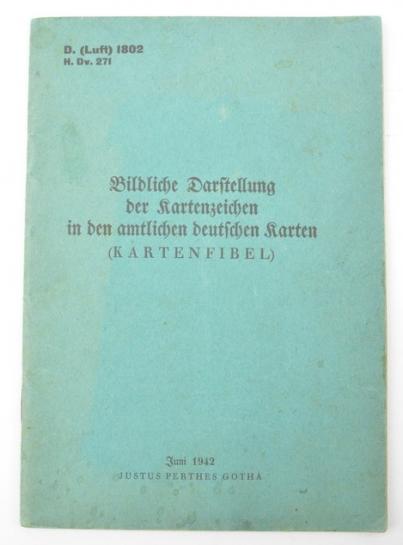 D. (Luft) 1802
H. Dv. 271
Bildliche Darstellung
der Kartenzeichen
in den amtlichen deutschen Karten
(KARTENFIBEL)
Juni 1942
JUSTUS PERTHES GOTHA